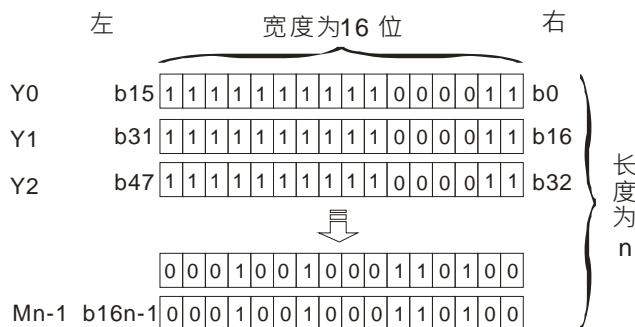 左 宽度为16 位 右
Y0 b15 1 1 1 1 1 1 1 1 1 1 0 0 0 0 1 1 b0
Y1 b31 1 1 1 1 1 1 1 1 1 1 0 0 0 0 1 1 b16
Y2 b47 1 1 1 1 1 1 1 1 1 1 0 0 0 0 1 1 b32
长度为n
0 0 0 1 0 0 1 0 0 0 1 1 0 1 0 0
Mn-1 b16n-1 0 0 0 1 0 0 1 0 0 0 1 1 0 1 0 0